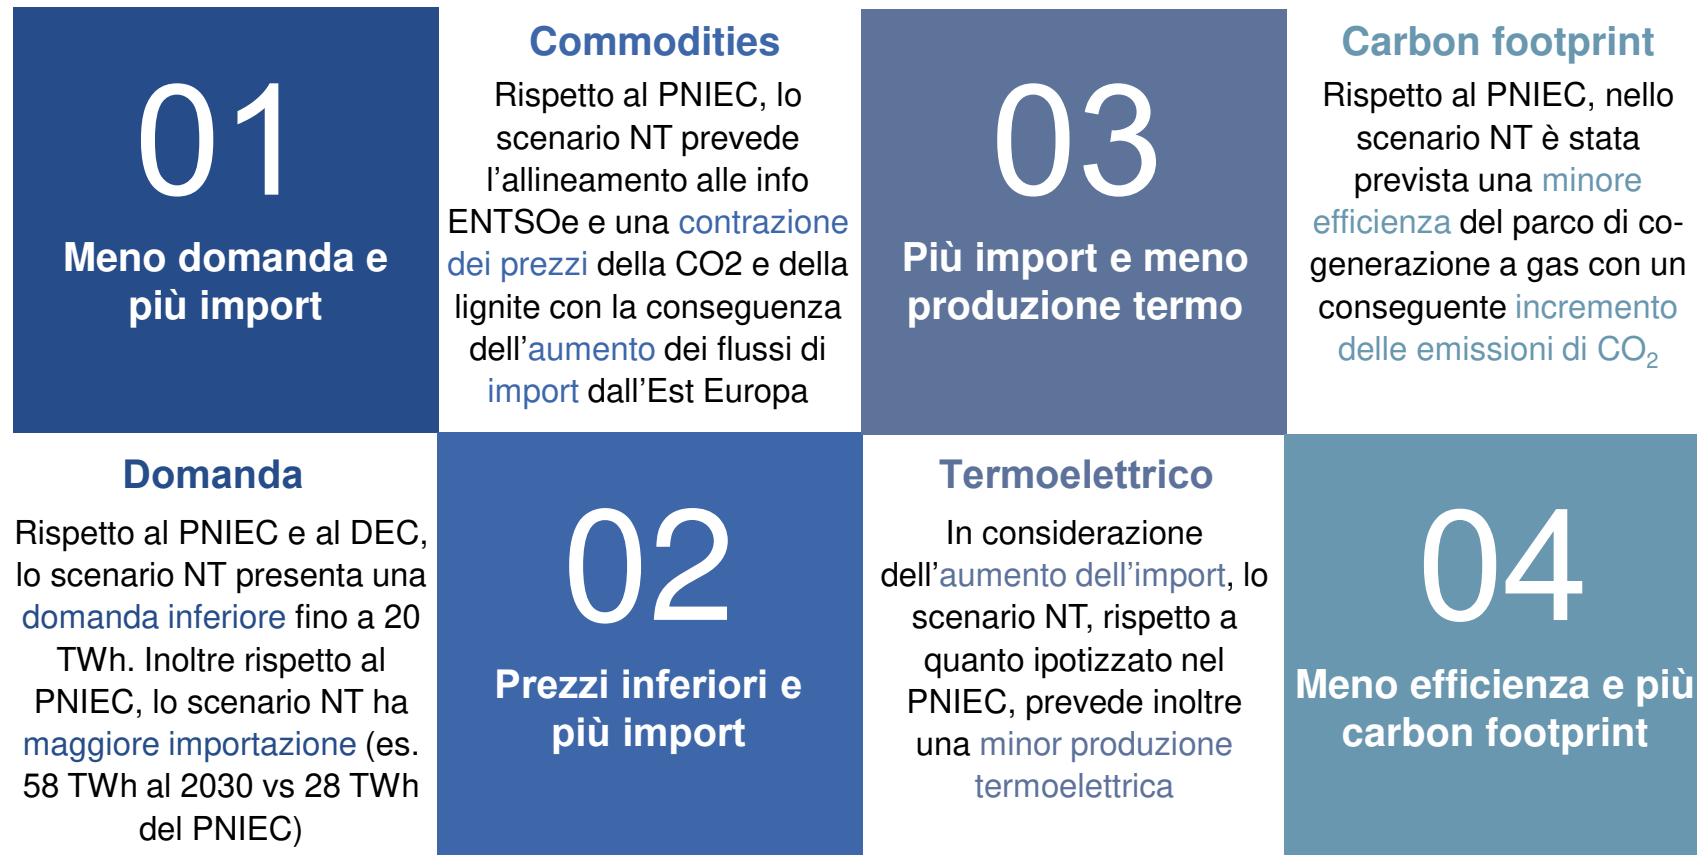 01
Meno domanda e
più import
Domanda
Rispetto al PNIEC e al DEC,
lo scenario NT presenta una
domanda inferiore fino a 20
TWh. Inoltre rispetto al
PNIEC, lo scenario NT ha
maggiore importazione (es.
58 TWh al 2030 vs 28 TWh
del PNIEC)
Commodities
Rispetto al PNIEC, lo
scenario NT prevede
l’allineamento alle info
ENTSOe e una contrazione
dei prezzi della CO2 e della
lignite con la conseguenza
dell’aumento dei flussi di
import dall’Est Europa
02
Prezzi inferiori e
più import
03
Più import e meno
produzione termo
Termoelettrico
In considerazione
dell’aumento dell’import, lo
scenario NT, rispetto a
quanto ipotizzato nel
PNIEC, prevede inoltre
una minor produzione
termoelettrica
Carbon footprint
Rispetto al PNIEC, nello
scenario NT è stata
prevista una minore
efficienza del parco di co-
generazione a gas con un
conseguente incremento
delle emissioni di CO₂
04
Meno efficienza e più
carbon footprint